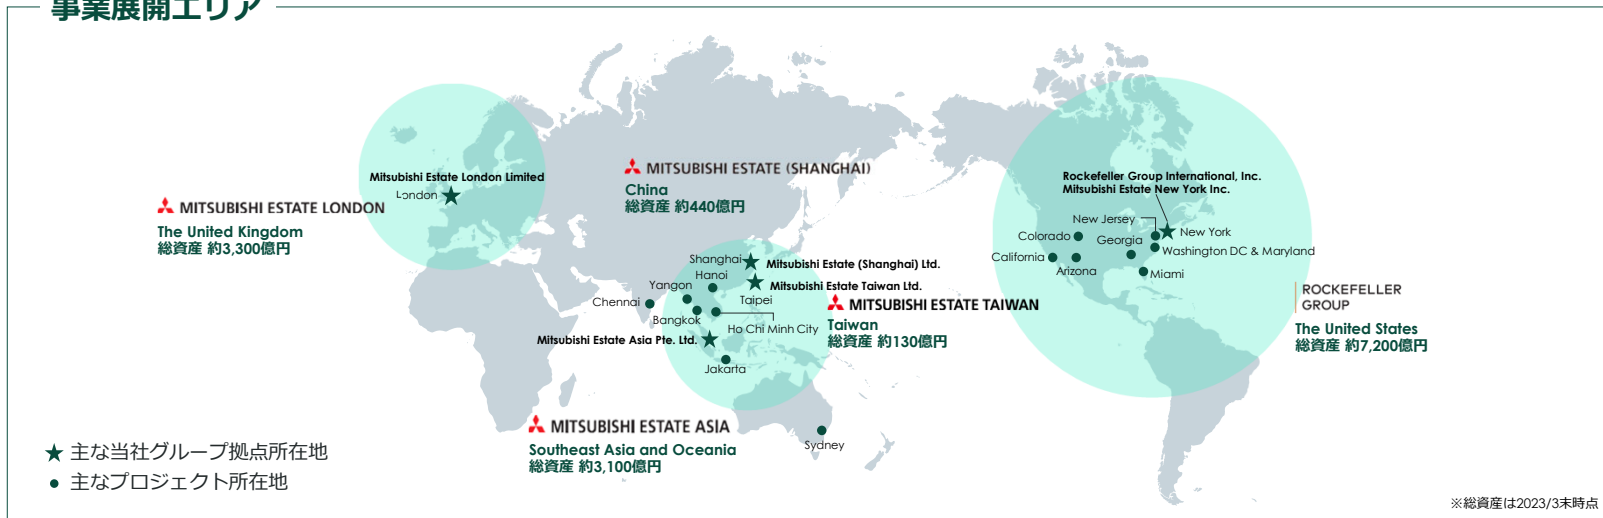 事業展開エリア
Mitsubishi Estate London Limited
London
MITSUBISHI ESTATE LONDON
The United Kingdom
総資産 約3,300億円
MITSUBISHI ESTATE (SHANGHAI)
China
総資産 約440億円
Shanghai
Mitsubishi Estate (Shanghai) Ltd.
Hanoi
Mitsubishi Estate Taiwan Ltd.
Yangon
Taipei
Chennai
Bangkok
Ho Chi Minh City
MITSUBISHI ESTATE TAIWAN
Taiwan
総資産 約130億円
Mitsubishi Estate Asia Pte. Ltd.
Jakarta
MITSUBISHI ESTATE ASIA
Southeast Asia and Oceania
総資産 約3,100億円
Sydney
Rockefeller Group International, Inc.
Mitsubishi Estate New York Inc.
New Jersey
New York
Colorado
Georgia
Washington DC & Maryland
California
Arizona
Miami
ROCKEFELLER
GROUP
The United States
総資産 約7,200億円
★ 主な当社グループ拠点所在地
● 主なプロジェクト所在地
※総資産は2023/3末時点